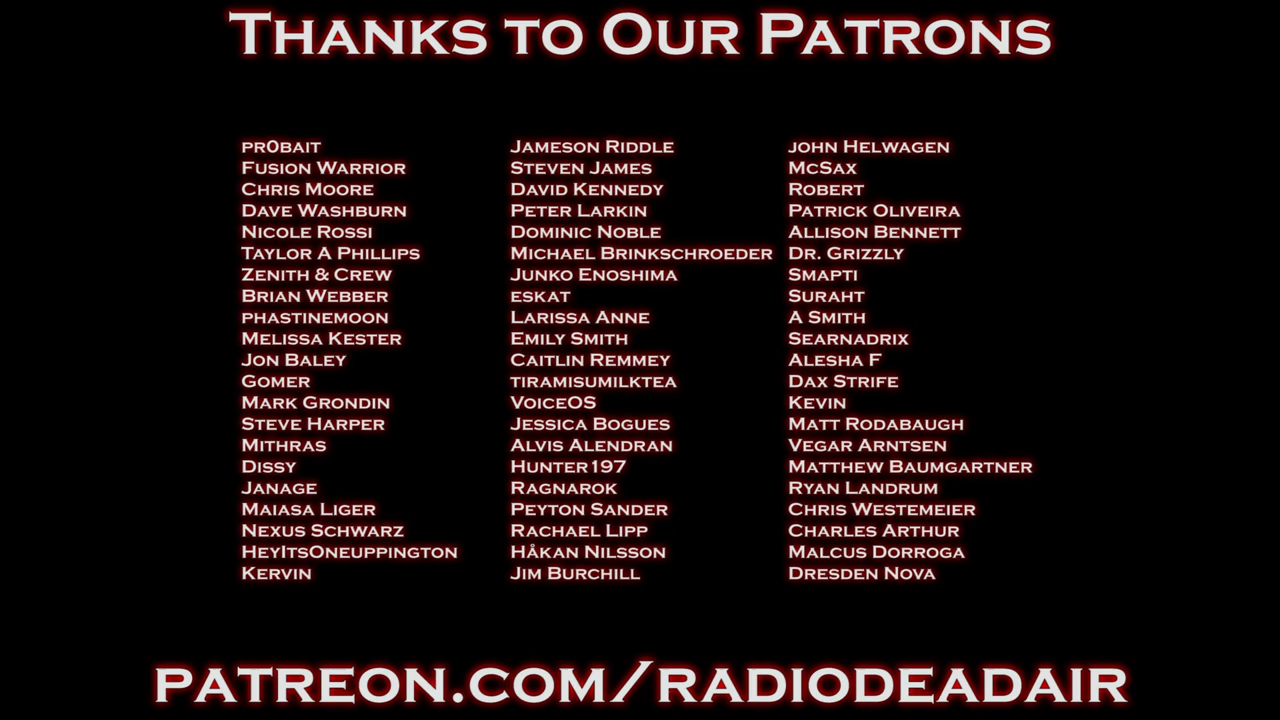 Thanks to Our Patrons
pr0bait
Fusion Warrior
Chris Moore
Dave Washburn
Nicole Rossi
Taylor A Phillips
Zenith & Crew
Brian Webber
phastinemoon
Melissa Kester
Jon Baley
Gomer
Mark Grondin
Steve Harper
Mithras
Dissy
Janage
Maiasa Liger
Nexus Schwarz
HeyItsOneuppington
Kervin
Jameson Riddle
Steven James
David Kennedy
Peter Larkin
Dominic Noble
Michael Brinkschroeder
Junko Enoshima
eskat
Larissa Anne
Emily Smith
Caitlin Remmey
tiramisumilktea
VoiceOS
Jessica Bogues
Alvis Alendran
Hunter197
Ragnarok
Peyton Sander
Rachael Lipp
Håkan Nilsson
Jim Burchill
john Helwagen
McSax
Robert
Patrick Oliveira
Allison Bennett
Dr. Grizzly
Smapti
Suraht
A Smith
Searnadrix
Alesha F
Dax Strife
Kevin
Matt Rodabaugh
Vegar Arntsen
Matthew Baumgartner
Ryan Landrum
Chris Westemeier
Charles Arthur
Malcus Dorroga
Dresden Nova
patreon.com/radiodeadair